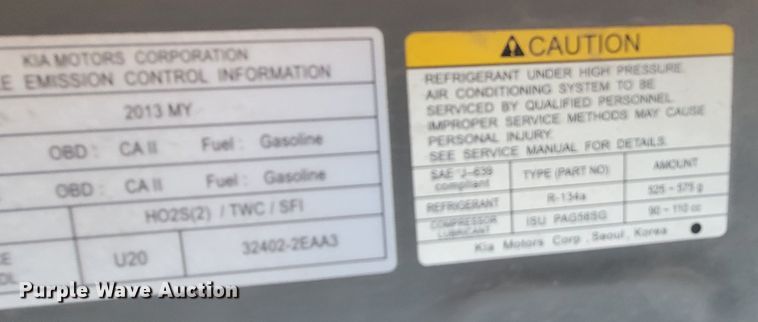 KIA MOTORS CORPORATION
E EMISSION CONTROL INFORMATION
2013 MY
OBD : CA II Fuel : Gasoline
OBD : CA II Fuel : Gasoline
HO2S(2) / TWC / SFI
E
OL
U20
32402-2EAA3
CAUTION
REFRIGERANT UNDER HIGH PRESSURE.
AIR CONDITIONING SYSTEM TO BE
SERVICED BY QUALIFIED PERSONNEL.
IMPROPER SERVICE METHODS MAY CAUSE
PERSONAL INJURY.
SEE SERVICE MANUAL FOR DETAILS.
SAE J-639
compliant
TYPE (PART NO)
AMOUNT
REFRIGERANT
R-134a
525 - 575 g
COMPRESSOR
LUBRICANT
ISU PAG56SG
90 - 110 cc
Kia Motors Corp. Seoul, Korea
Purple Wave Auction